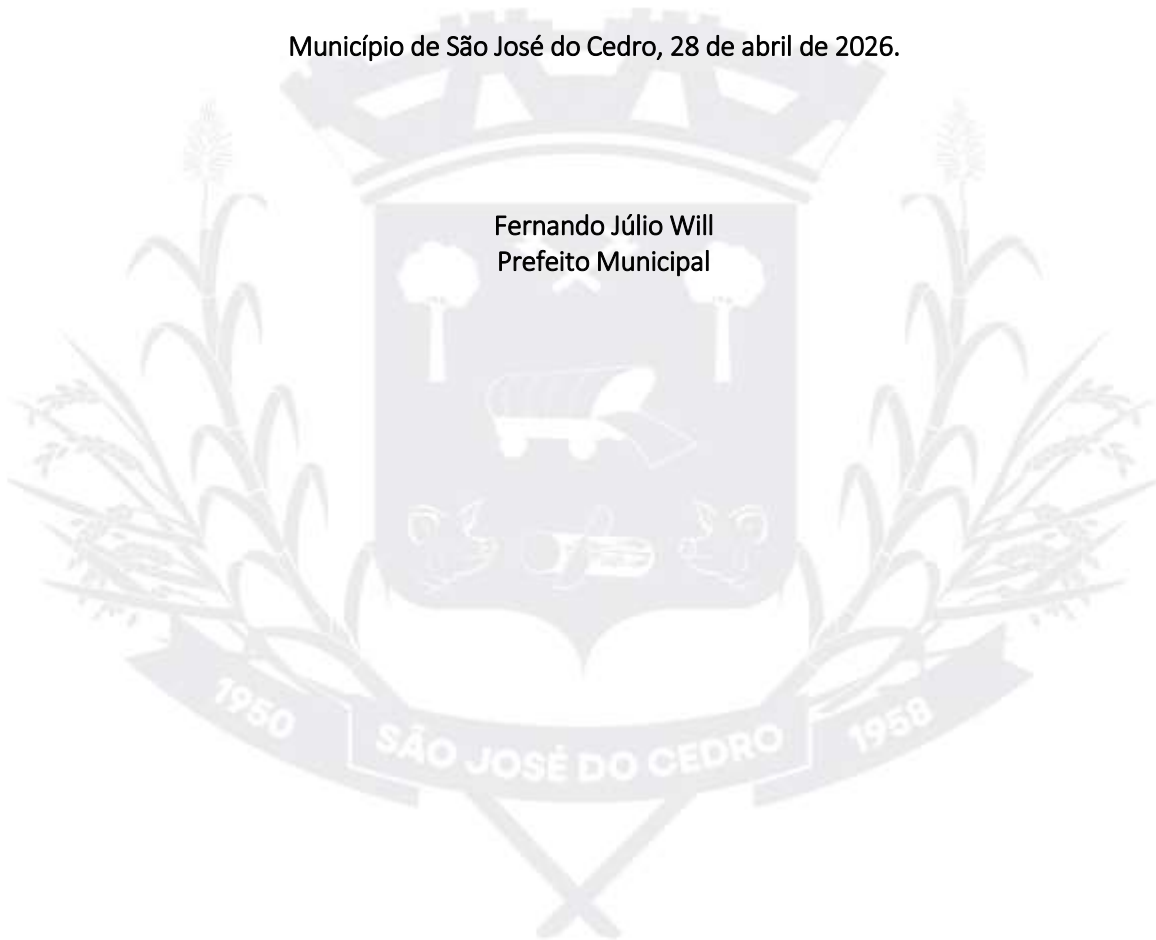 Município de São José do Cedro, 28 de abril de 2026.
Fernando Júlio Will
Prefeito Municipal
1950
SÃO JOSÉ DO CEDRO
1958